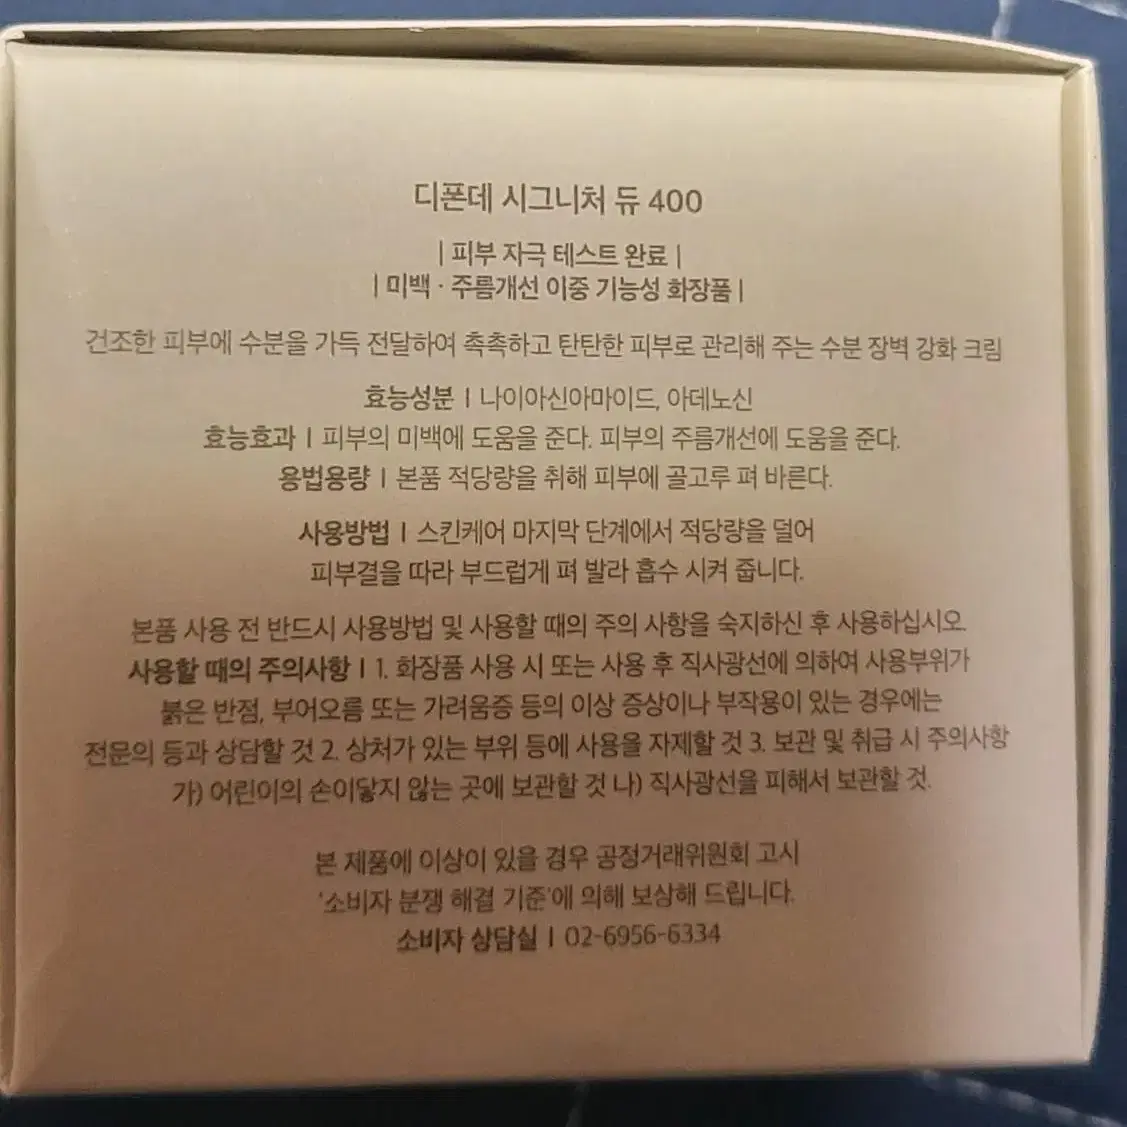 디폰데 시그니처 듀 400
| 피부 자극 테스트 완료 |
| 미백 · 주름개선 이중 기능성 화장품 |
건조한 피부에 수분을 가득 전달하여 촉촉하고 탄탄한 피부로 관리해 주는 수분 장벽 강화 크림
효능성분 | 나이아신아마이드, 아데노신
효능효과 | 피부의 미백에 도움을 준다. 피부의 주름개선에 도움을 준다.
용법용량 | 본품 적당량을 취해 피부에 골고루 펴 바른다.
사용방법 | 스킨케어 마지막 단계에서 적당량을 덜어
피부결을 따라 부드럽게 펴 발라 흡수 시켜 줍니다.
본품 사용 전 반드시 사용방법 및 사용할 때의 주의 사항을 숙지하신 후 사용하십시오.
사용할 때의 주의사항 | 1. 화장품 사용 시 또는 사용 후 직사광선에 의하여 사용부위가
붉은 반점, 부어오름 또는 가려움증 등의 이상 증상이나 부작용이 있는 경우에는
전문의 등과 상담할 것 2. 상처가 있는 부위 등에 사용을 자제할 것 3. 보관 및 취급 시 주의사항
가) 어린이의 손이닿지 않는 곳에 보관할 것 나) 직사광선을 피해서 보관할 것.
본 제품에 이상이 있을 경우 공정거래위원회 고시
'소비자 분쟁 해결 기준'에 의해 보상해 드립니다.
소비자 상담실 | 02-6956-6334